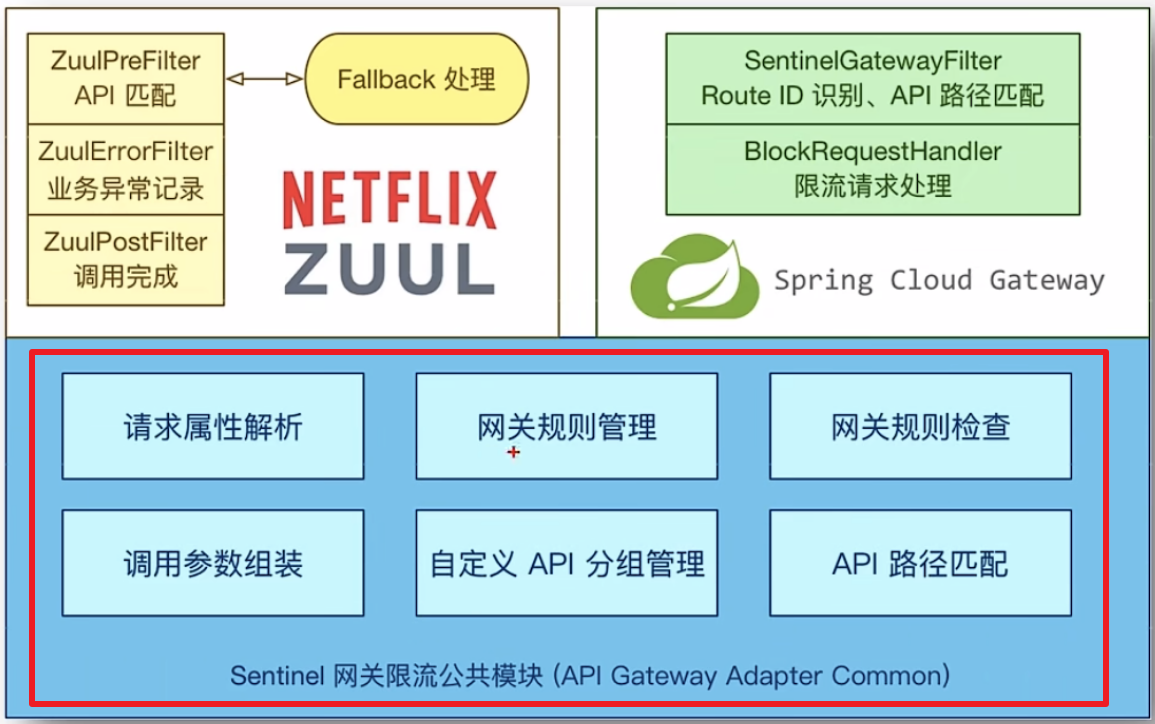 ZuulPreFilter
API 匹配
Fallback 处理
ZuulErrorFilter
业务异常记录
ZuulPostFilter
调用完成
NETFLIX
ZUUL
SentinelGatewayFilter
Route ID 识别、API 路径匹配
BlockRequestHandler
限流请求处理
Spring Cloud Gateway
请求属性解析
网关规则管理
网关规则检查
调用参数组装
自定义 API 分组管理
API 路径匹配
Sentinel 网关限流公共模块 (API Gateway Adapter Common)